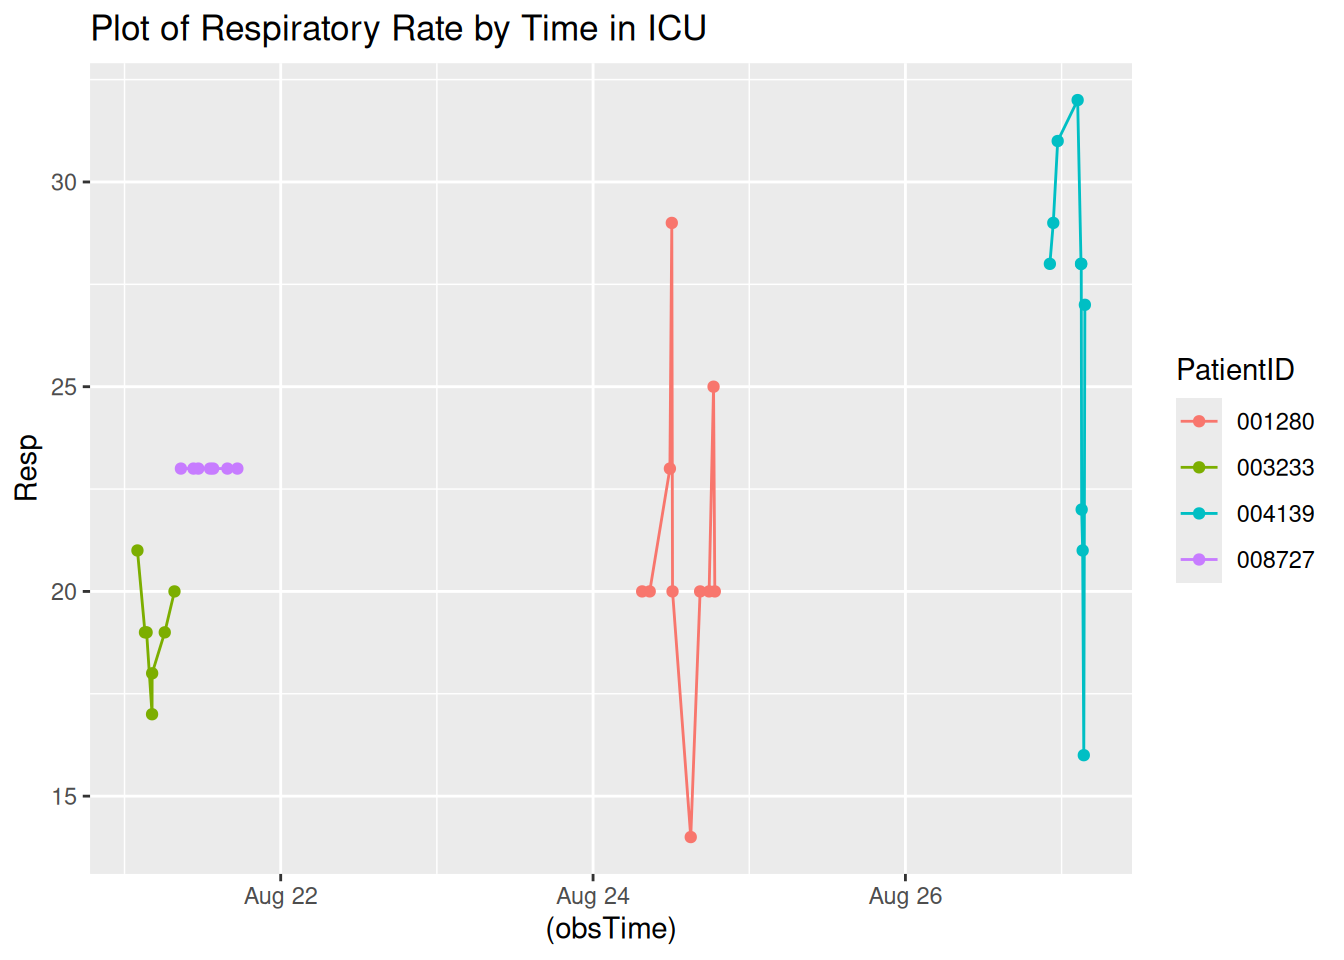 Plot of Respiratory Rate by Time in ICU
Resp
30
25
20
15
Aug 22
Aug 24
Aug 26
(obsTime)
PatientID
001280
003233
004139
008727